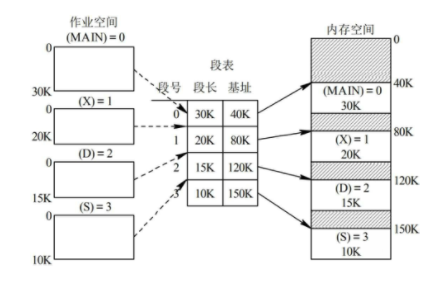 作业空间
(MAN) = 0
0
30K
(X) = 1
0
20K
(D) = 2
0
15K
(S) = 3
0
10K
段表
段号 段长 基址
0 30K 40K
1 20K 80K
2 15K 120K
3 10K 150K
内存空间
0
40K
(MAIN) = 0
30K
80K
(X) = 1
20K
120K
(D) = 2
15K
150K
(S) = 3
10K